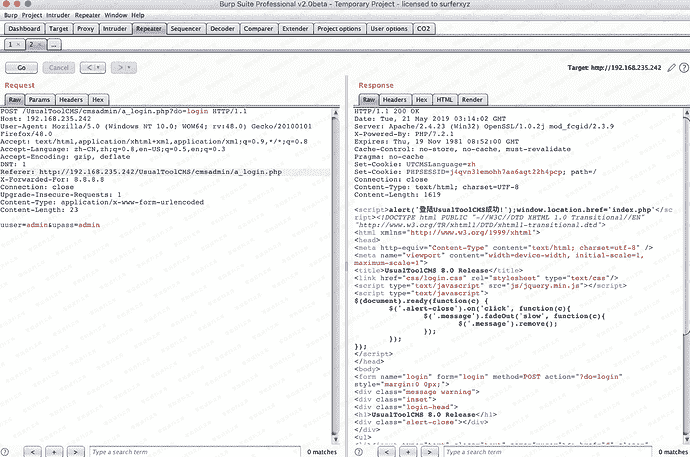 Burp Suite Professional v2.0beta - Temporary Project - licensed to surferxyz
Burp Project Intruder Repeater Window Help
Dashboard Target Proxy Intruder Repeater Sequencer Decoder Comparer Extender Project options User options CO2
1 × 2 × ...
Go Cancel < > Target: http://192.168.235.242
Request
Raw Params Headers Hex
POST /UsualToolCMS/cmsadmin/a_login.php?do=login HTTP/1.1
Host: 192.168.235.242
User-Agent: Mozilla/5.0 (Windows NT 10.0; WOW64; rv:48.0) Gecko/20100101
Firefox/48.0
Accept: text/html,application/xhtml+xml,application/xml;q=0.9,*/*;q=0.8
Accept-Language: zh-CN,zh;q=0.8,en-US;q=0.5,en;q=0.3
Accept-Encoding: gzip, deflate
DNT: 1
Referer: http://192.168.235.242/UsualToolCMS/cmsadmin/a_login.php
X-Forwarded-For: 8.8.8.8
Connection: close
Upgrade-Insecure-Requests: 1
Content-Type: application/x-www-form-urlencoded
Content-Length: 23
uuser=admin&upass=admin
? < + > Type a search term 0 matches
Response
Raw Headers Hex HTML Render
HTTP/1.1 200 OK
Date: Tue, 21 May 2019 03:14:02 GMT
Server: Apache/2.4.23 (Win32) OpenSSL/1.0.2j mod_fcgid/2.3.9
X-Powered-By: PHP/7.2.1
Expires: Thu, 19 Nov 1981 08:52:00 GMT
Cache-Control: no-store, no-cache, must-revalidate
Pragma: no-cache
Set-Cookie: UTCMSLanguage=zh
Set-Cookie: PHPSESSID=; path=/
Connection: close
Content-Type: text/html; charset=UTF-8
Content-Length: 1619
<script>alert('登陆UsualToolCMS成功!');window.location.href='index.php'</sc
ript><!DOCTYPE html PUBLIC "-//W3C//DTD XHTML 1.0 Transitional//EN"
"http://www.w3.org/TR/xhtml1/DTD/xhtml1-transitional.dtd">
<html xmlns="http://www.w3.org/1999/xhtml">
<head>
<meta http-equiv="Content-Type" content="text/html; charset=utf-8" />
<meta name="viewport" content="width=device-width, initial-scale=1,
maximum-scale=1">
<title>UsualToolCMS 8.0 Release</title>
<link href="css/login.css" rel="stylesheet" type="text/css"/>
<script type="text/javascript" src="js/jquery.min.js"></script>
<script type="text/javascript">
$(document).ready(function(c) {
$('.alert-close').on('click', function(c){
$('.message').fadeOut('slow', function(c){
$('.message').remove();
});
});
});
</script>
</head>
<body>
<form name="login" form="login" method=POST action="?do=login"
style="margin:0 0px;">
<div class="message warning">
<div class="inset">
<div class="login-head">
<h1>UsualToolCMS 8.0 Release</h1>
<div class="alert-close"></div>
</div>
<ul>
? < + > Type a search term 0 matches